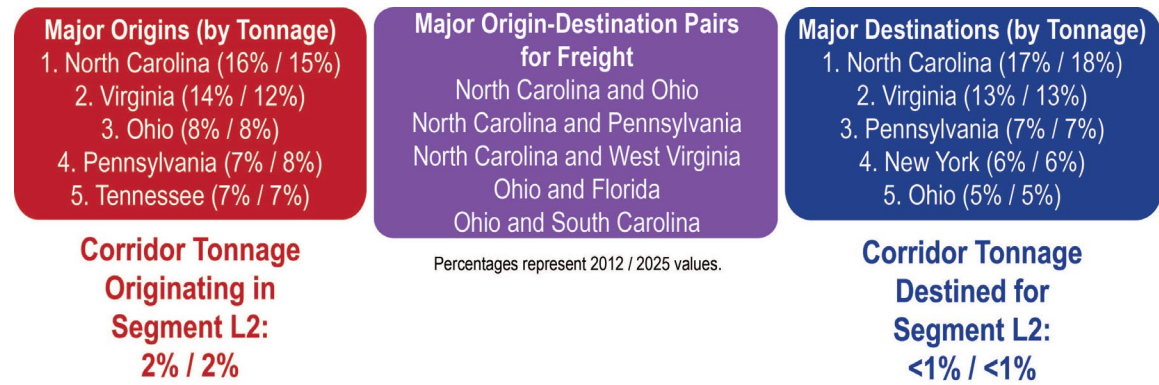 Major Origins (by Tonnage)
1. North Carolina (16% / 15%)
2. Virginia (14% / 12%)
3. Ohio (8% / 8%)
4. Pennsylvania (7% / 8%)
5. Tennessee (7% / 7%)
Corridor Tonnage
Originating in
Segment L2:
2% / 2%
Major Origin-Destination Pairs
for Freight
North Carolina and Ohio
North Carolina and Pennsylvania
North Carolina and West Virginia
Ohio and Florida
Ohio and South Carolina
Percentages represent 2012 / 2025 values.
Major Destinations (by Tonnage)
1. North Carolina (17% / 18%)
2. Virginia (13% / 13%)
3. Pennsylvania (7% / 7%)
4. New York (6% / 6%)
5. Ohio (5% / 5%)
Corridor Tonnage
Destined for
Segment L2:
<1% / <1%